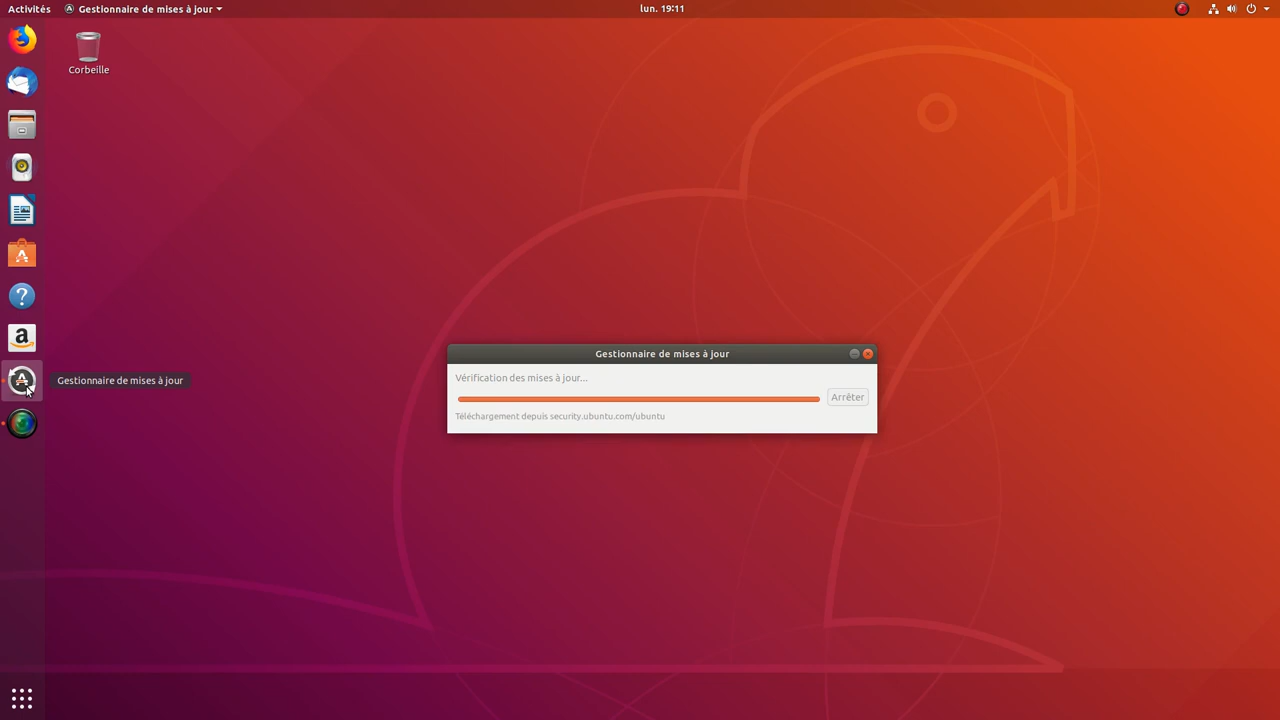 Activités
Gestionnaire de mises à jour
lun. 19:11
Corbeille
Gestionnaire de mises à jour
Vérification des mises à jour...
Arrêter
Téléchargement depuis security.ubuntu.com/ubuntu
Gestionnaire de mises à jour